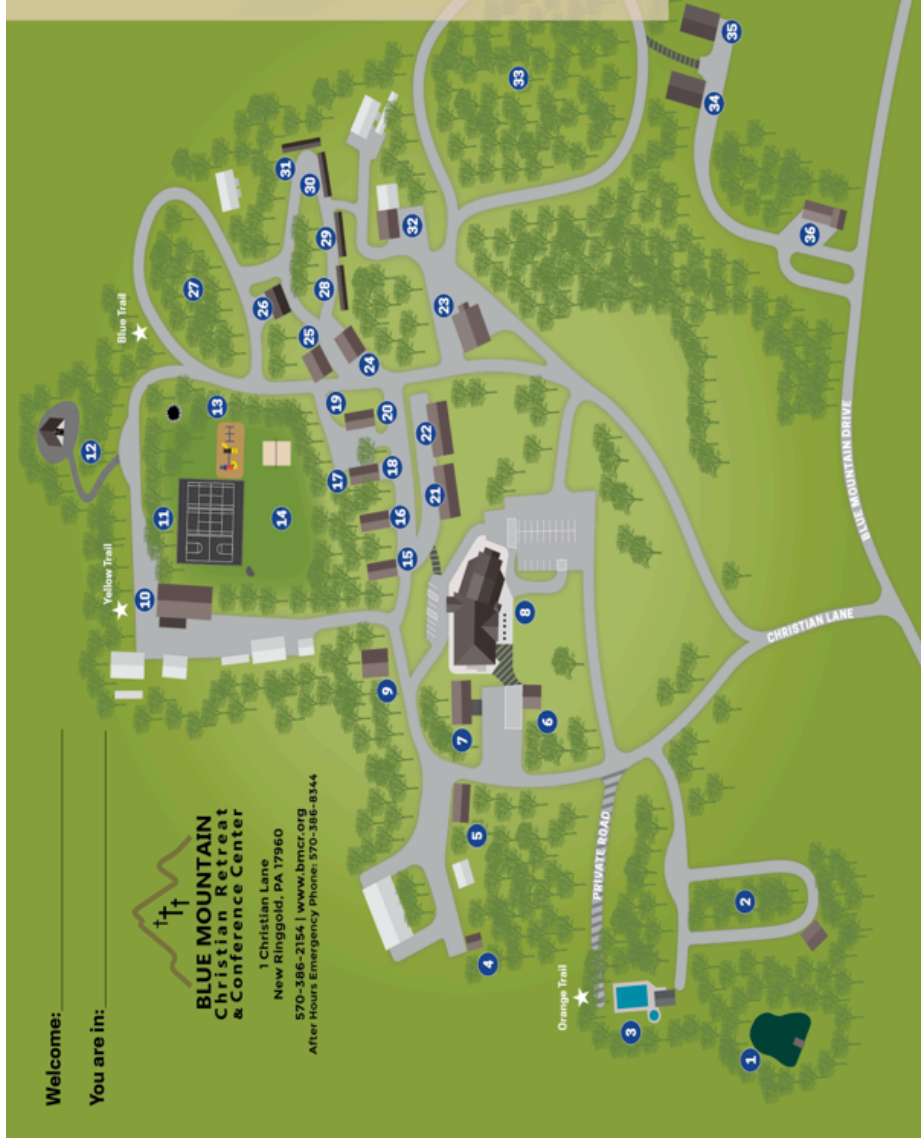 Welcome:
You are in:
BLUE MOUNTAIN
Christian Retreat
& Conference Center
1 Christian Lane
New Ringgold, PA 17960
570-386-2154 | www.bmcr.org
After Hours Emergency Phone: 570-386-8344
Orange Trail
Yellow Trail
Blue Trail
PRIVATE ROAD
CHRISTIAN LANE
BLUE MOUNTAIN DRIVE
1
2
3
4
5
6
7
8
9
10
11
12
13
14
15
16
17
18
19
20
21
22
23
24
25
26
27
28
29
30
31
32
33
34
35
36